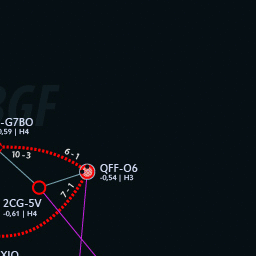 -G7BO
,59 | H4
10 - 3
6 - 1
QFF-O6
-0,54 | H3
7 - 1
2CG-5V
-0,61 | H4